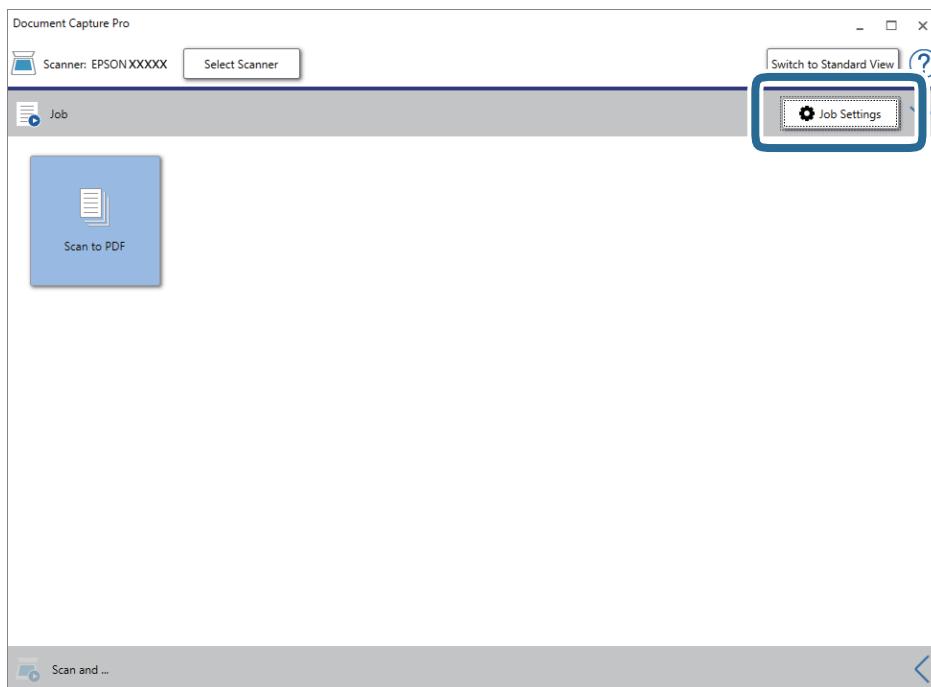 Document Capture Pro
Scanner: EPSON XXXXX
Select Scanner
Switch to Standard View
?
Job
Job Settings
Scan to PDF
Scan and ...